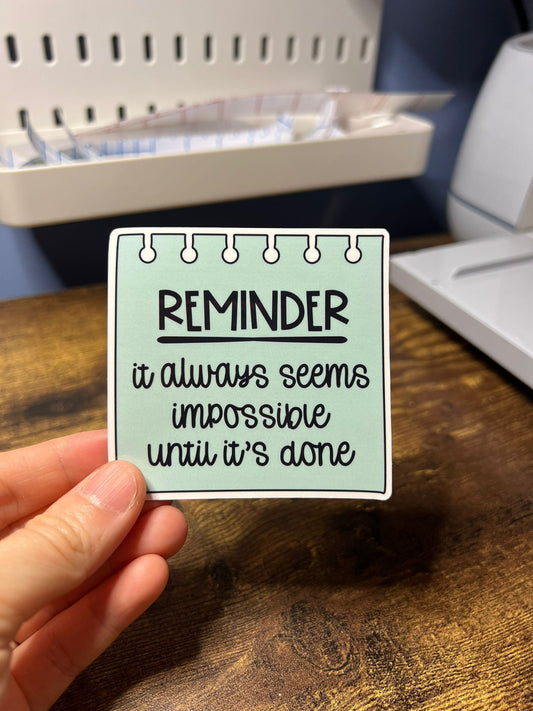 REMINDER
it always seems
impossible
until it's done